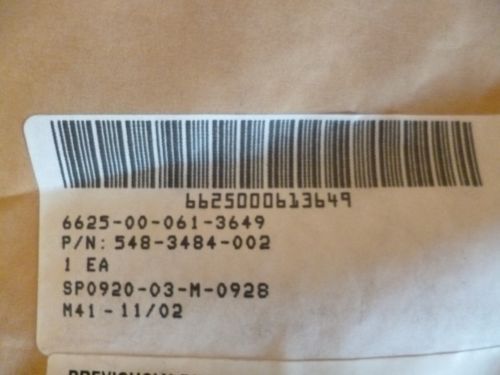 6625000613649
6625-00-061-3649
P/N: 548-3484-002
1 EA
SP0920-03-M-0928
M41 - 11/02